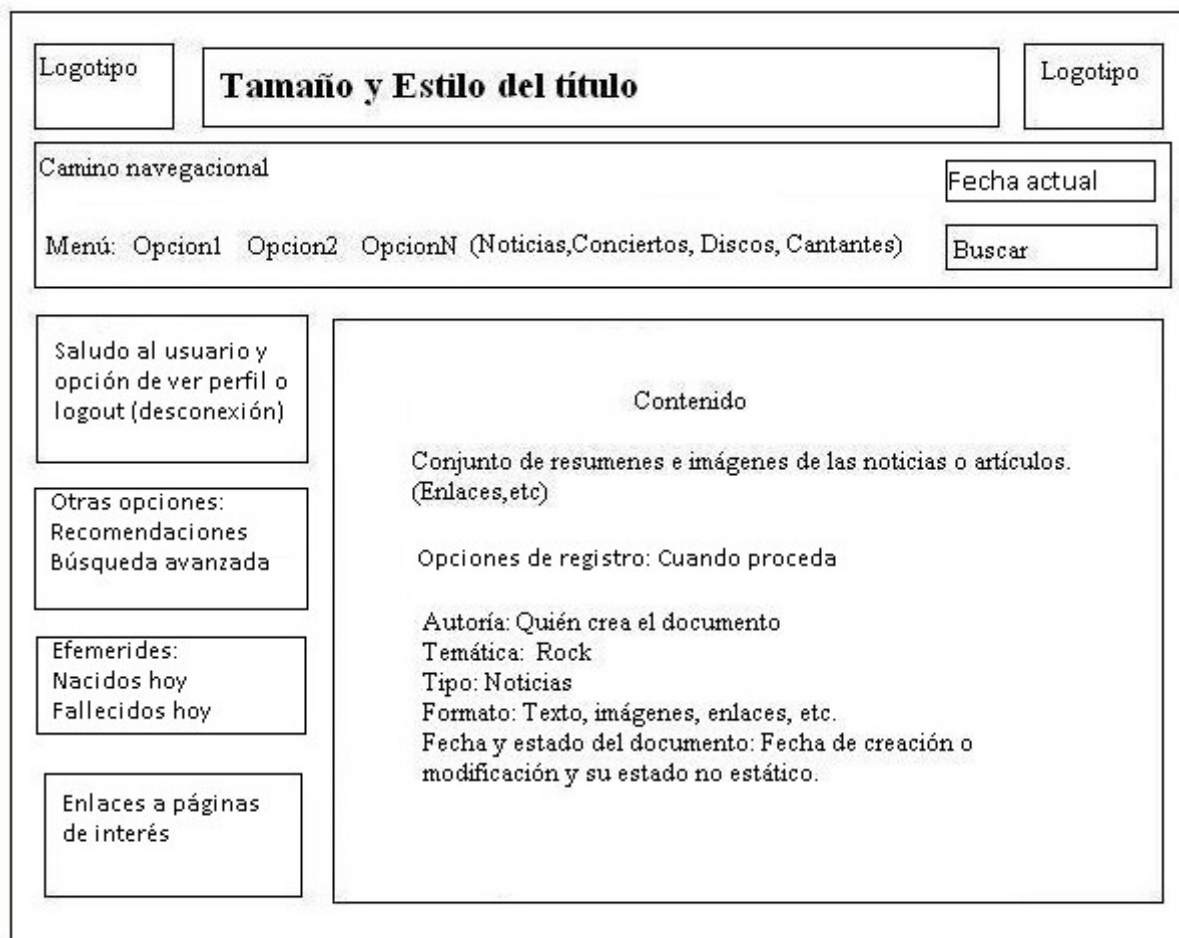 Logotipo
Tamaño y Estilo del título
Logotipo
Camino navegacional
Fecha actual
Menú: Opcion1 Opcion2 OpcionN (Noticias,Conciertos, Discos, Cantantes)
Buscar
Saludo al usuario y
opción de ver perfil o
logout (desconexión)
Otras opciones:
Recomendaciones
Búsqueda avanzada
Efemerides:
Nacidos hoy
Fallecidos hoy
Enlaces a páginas
de interés
Contenido
Conjunto de resumenes e imágenes de las noticias o artículos.
(Enlaces,etc)
Opciones de registro: Cuando proceda
Autoría: Quién crea el documento
Temática: Rock
Tipo: Noticias
Formato: Texto, imágenes, enlaces, etc.
Fecha y estado del documento: Fecha de creación o
modificación y su estado no estático.